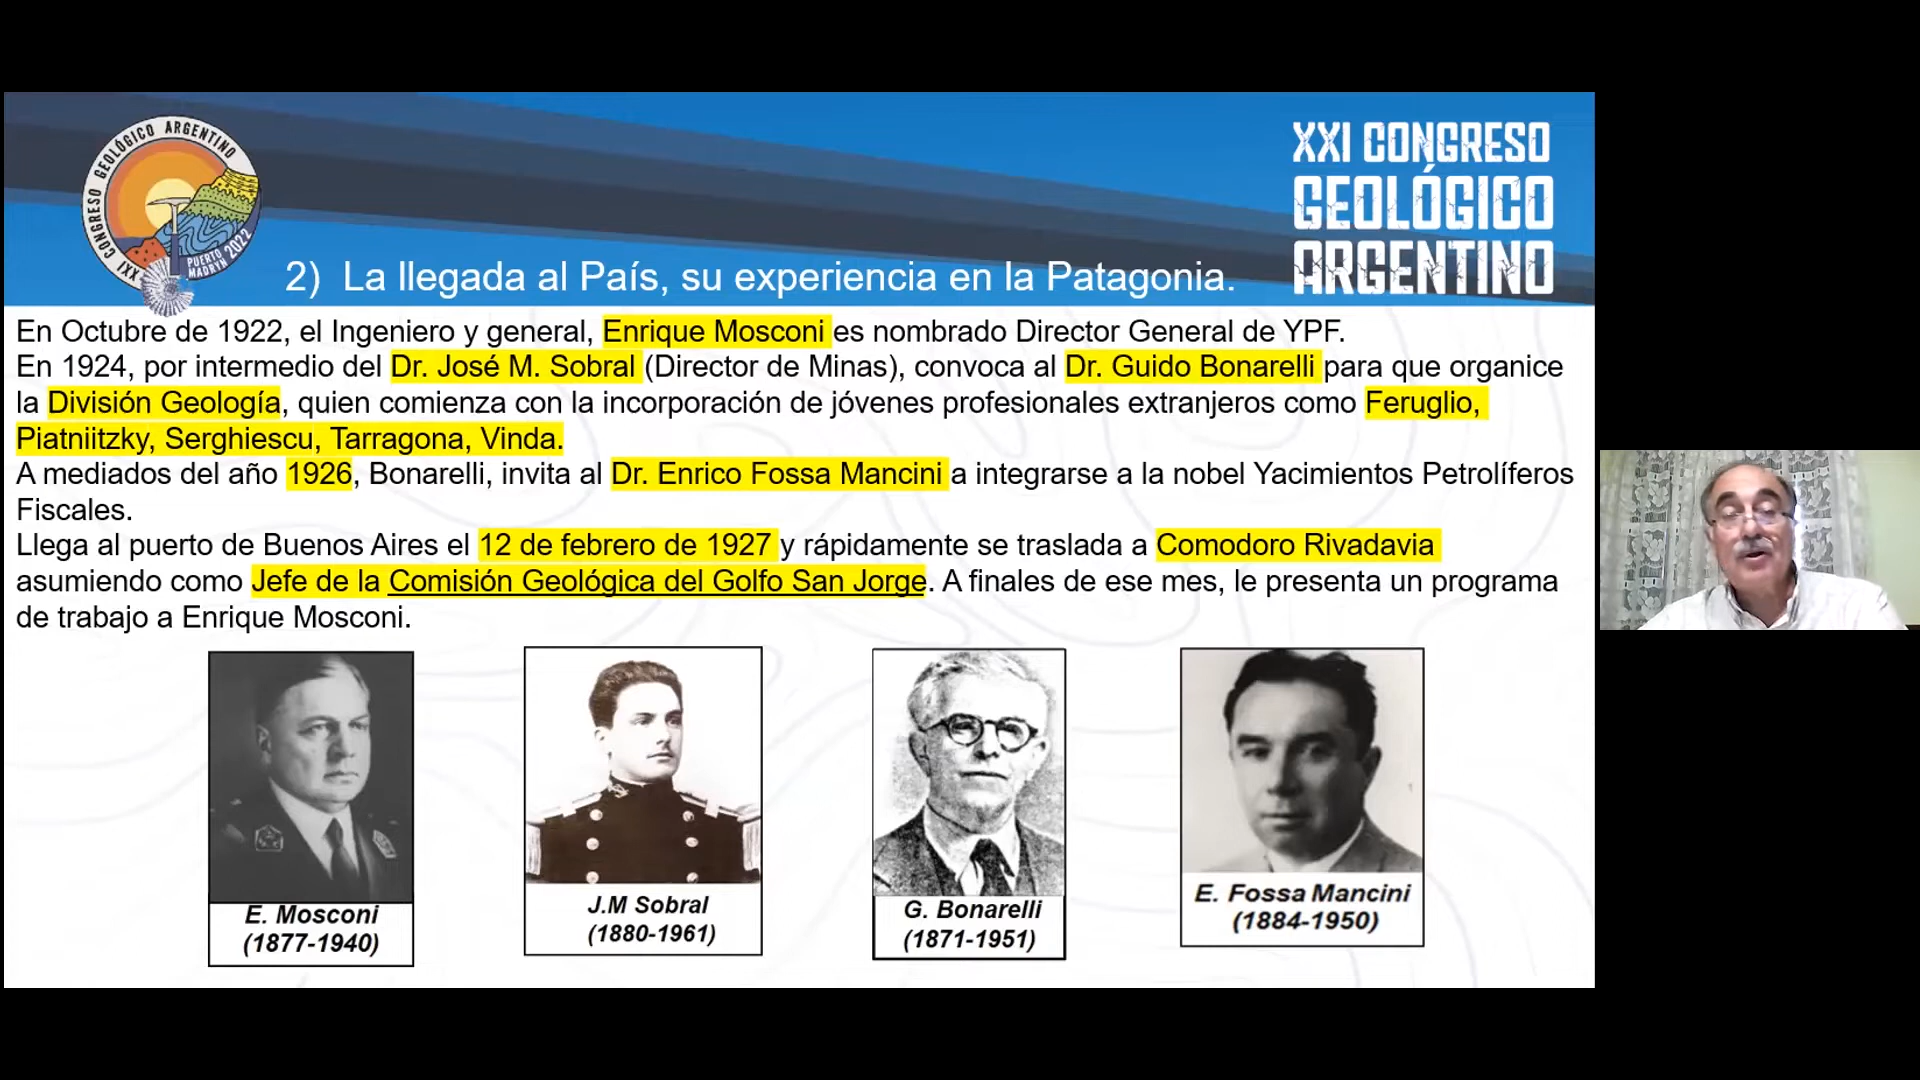 XXI CONGRESO GEOLÓGICO ARGENTINO
PUERTO
MADRYN 2022
XXI CONGRESO
GEOLÓGICO
ARGENTINO
2) La llegada al País, su experiencia en la Patagonia.
En Octubre de 1922, el Ingeniero y general, Enrique Mosconi es nombrado Director General de YPF.
En 1924, por intermedio del Dr. José M. Sobral (Director de Minas), convoca al Dr. Guido Bonarelli para que organice
la División Geología, quien comienza con la incorporación de jóvenes profesionales extranjeros como Feruglio,
Piatniitzky, Serghiescu, Tarragona, Vinda.
A mediados del año 1926, Bonarelli, invita al Dr. Enrico Fossa Mancini a integrarse a la nobel Yacimientos Petrolíferos
Fiscales.
Llega al puerto de Buenos Aires el 12 de febrero de 1927 y rápidamente se traslada a Comodoro Rivadavia
asumiendo como Jefe de la Comisión Geológica del Golfo San Jorge. A finales de ese mes, le presenta un programa
de trabajo a Enrique Mosconi.
E. Mosconi
(1877-1940)
J.M Sobral
(1880-1961)
G. Bonarelli
(1871-1951)
E. Fossa Mancini
(1884-1950)